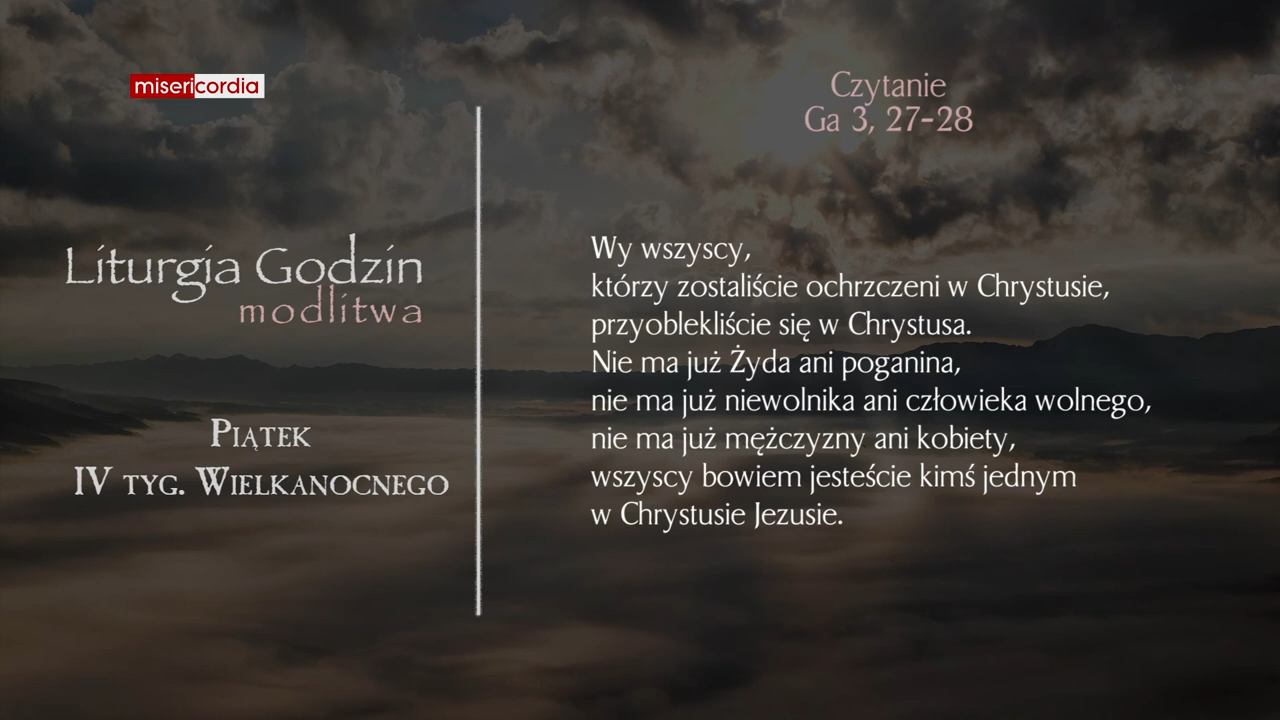 misericordia
Liturgia Godzin
modlitwa
Piątek
IV tyg. Wielkanocnego
Czytanie
Ga 3, 27-28
Wy wszyscy,
którzy zostaliście ochrzczeni w Chrystusie,
przyoblekliście się w Chrystusa.
Nie ma już Żyda ani poganina,
nie ma już niewolnika ani człowieka wolnego,
nie ma już mężczyzny ani kobiety,
wszyscy bowiem jesteście kimś jednym
w Chrystusie Jezusie.